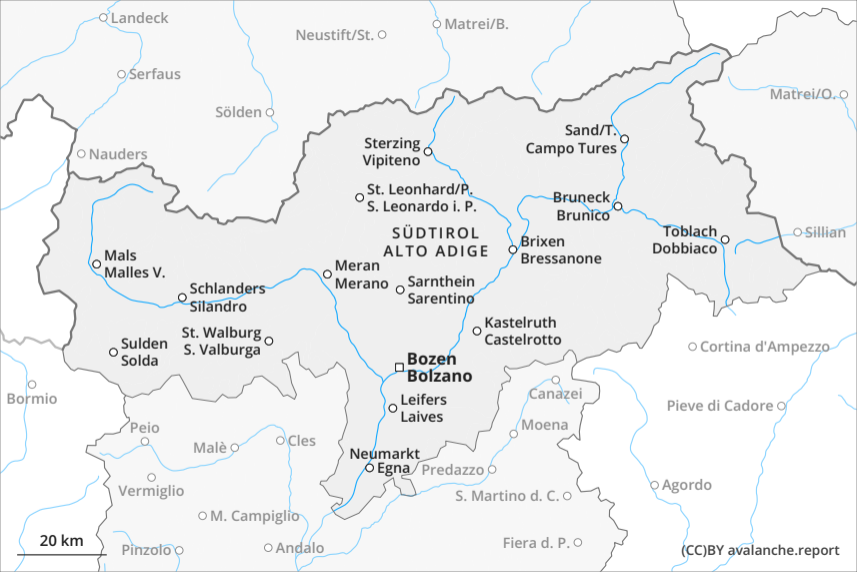 Landeck
Matrei/B.
Neustift/St.
Serfaus
Matrei/O.
Sölden
Sand/T.
Campo Tures
Sterzing
Vipiteno
Nauders
St. Leonhard/P.
S. Leonardo i. P.
Bruneck
Brunico
SÜDTIROL
ALTO ADIGE
Toblach
Dobbiaco
Sillian
Brixen
Bressanone
Mals
Malles V.
Meran
Merano
Sarnthein
Sarentino
Schlanders
Silandro
Kastelruth
Castelrotto
St. Walburg
S. Valburga
Sulden
Solda
Cortina d'Ampezzo
Bozen
Bolzano
Bormio
Canazei
Leifers
Laives
Pieve di Cadore
Peio
Moena
Malè
Cles
Neumarkt
Egna
Predazzo
Vermiglio
Agordo
S. Martino d. C.
M. Campiglio
20 km
Pinzolo
Andalo
Fiera d. P.
(CC)BY avalanche.report